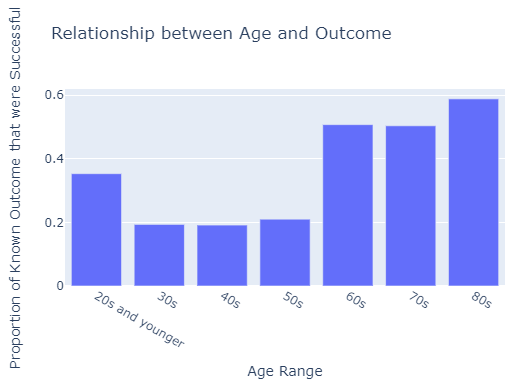 Relationship between Age and Outcome
Proportion of Known Outcome that were Successful
0.6
0.4
0.2
0
20s and younger
30s
40s
50s
60s
70s
80s
Age Range